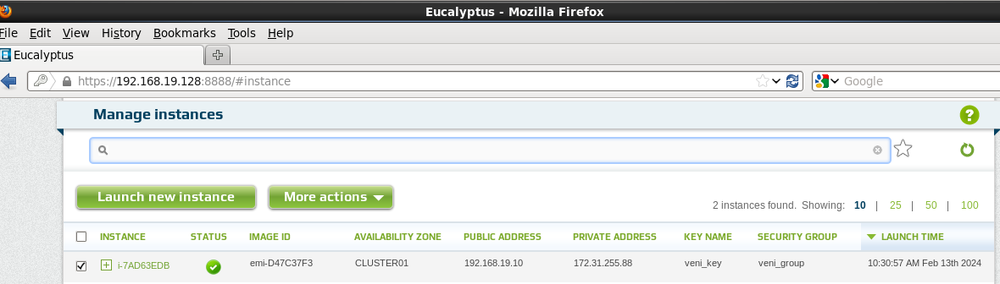 Eucalyptus - Mozilla Firefox
File Edit View History Bookmarks Tools Help
Eucalyptus
https://192.168.19.128:8888/#instance Google
Manage instances ?
Launch new instance More actions
2 instances found. Showing: 10 | 25 | 50 | 100
INSTANCE STATUS IMAGE ID AVAILABILITY ZONE PUBLIC ADDRESS PRIVATE ADDRESS KEY NAME SECURITY GROUP LAUNCH TIME
i-7AD63EDB emi-D47C37F3 CLUSTER01 192.168.19.10 172.31.255.88 veni_key veni_group 10:30:57 AM Feb 13th 2024